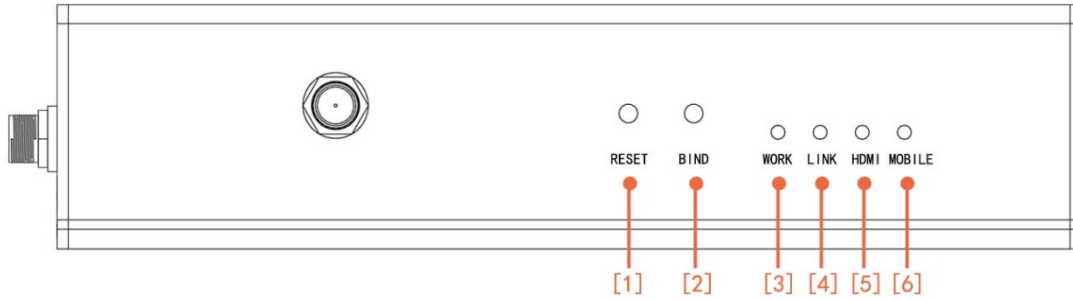 RESET BIND WORK LINK HDMI MOBILE
[1] [2] [3] [4] [5] [6]